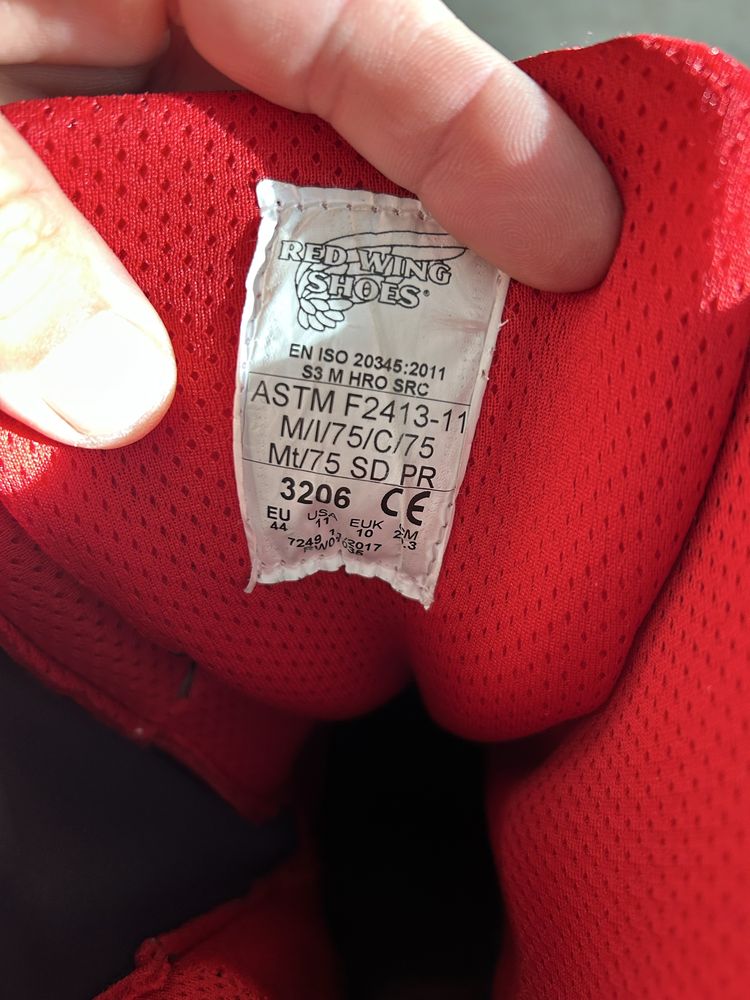 RED WING
SHOES®
EN ISO 20345:2011
S3 M HRO SRC
ASTM F2413-11
M/I/75/C/75
Mt/75 SD PR
3206 CE
EU USA EUK
44 11 10
7249